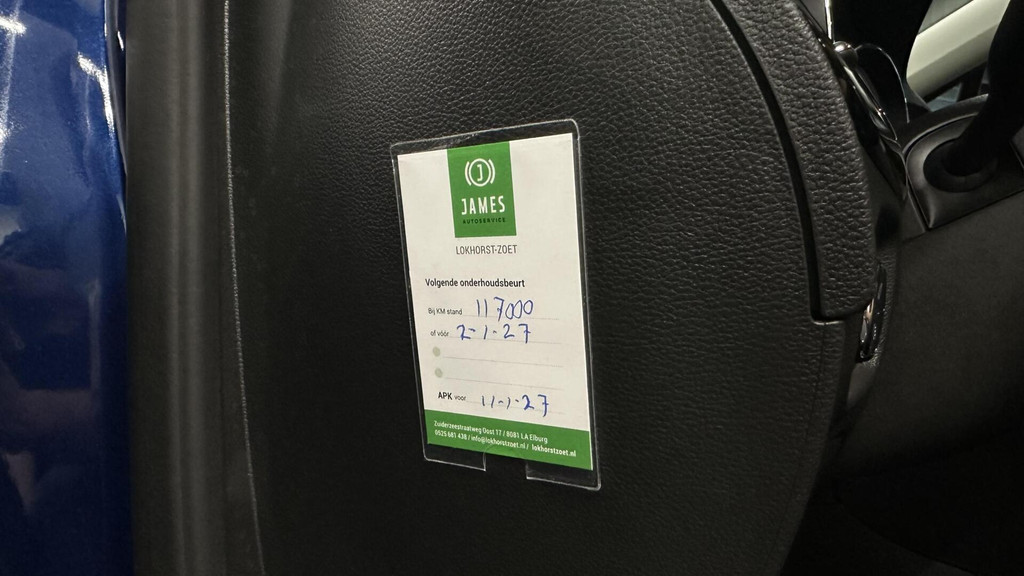 J
JAMES
AUTOSERVICE
LOKHORST-ZOET
Volgende onderhoudsbeurt
Bij KM stand 117000
of vóór 2-1-27
APK voor 11-1-27
Zuiderzeestraatweg Oost 17 / 8081 LA Elburg
0525 681 438 / info@lokhorstzoet.nl / lokhorstzoet.nl